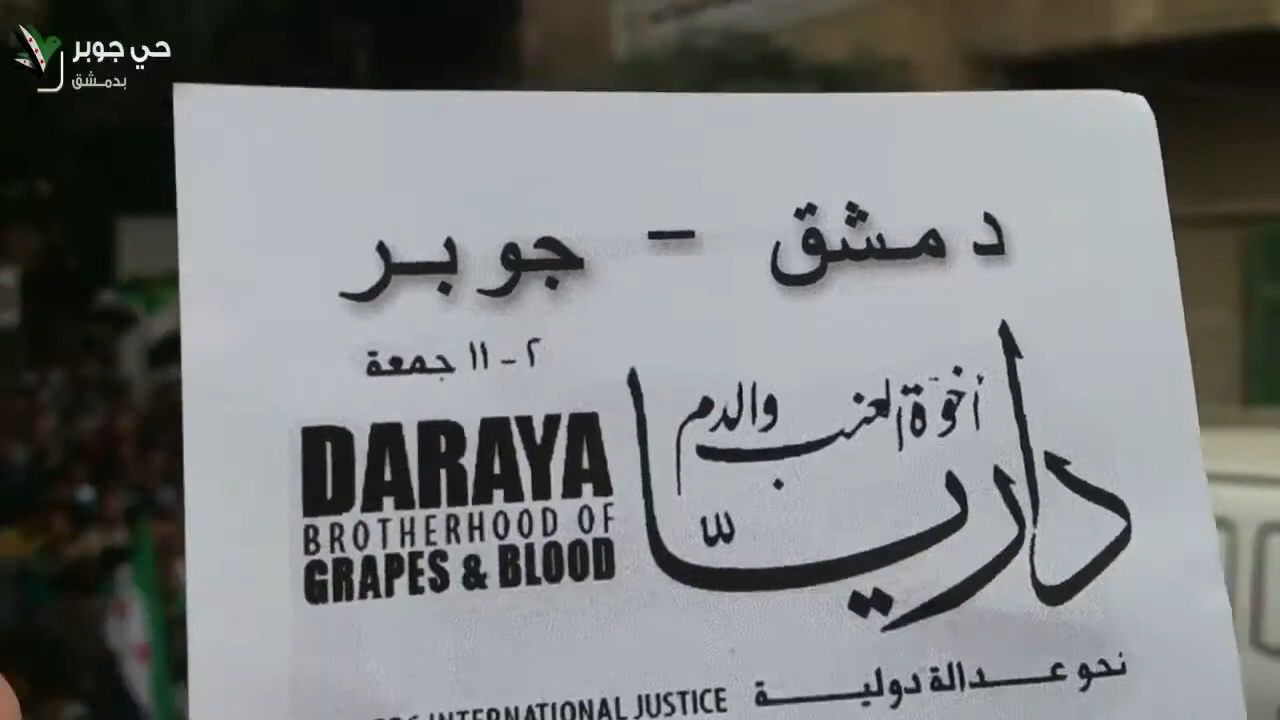 حي جوبر
بدمشق
دمشق - جوبر
٢ - ١١ جمعة
DARAYA
BROTHERHOOD OF
GRAPES & BLOOD
أخوة العنب والدم
داريا
نحو عدالة دولية
INTERNATIONAL JUSTICE